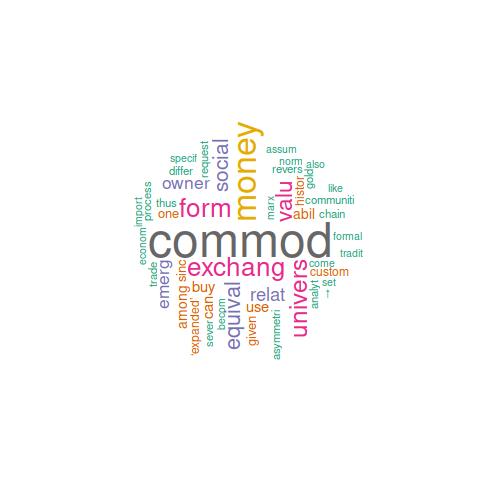 money
social
request
specif
differ
owner
process
import
thus
one
form
assum
norm
revers
also
gold
histor
valu
marx
like
communiti
abil
chain
commod
formal
tradit
econom
trade
emerg
sinc
exchang
univers
come
custom
analyt
set
↑
among
buy
can
'expanded'
sever
becom
equival
relat
use
given
asymmetri